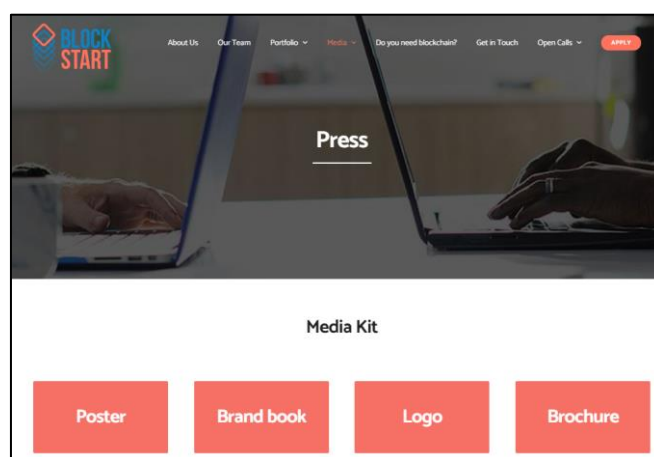 BLOCK
START
About Us Our Team Portfolio Media Do you need blockchain? Get in Touch Open Calls APPLY
Press
Media Kit
Poster Brand book Logo Brochure